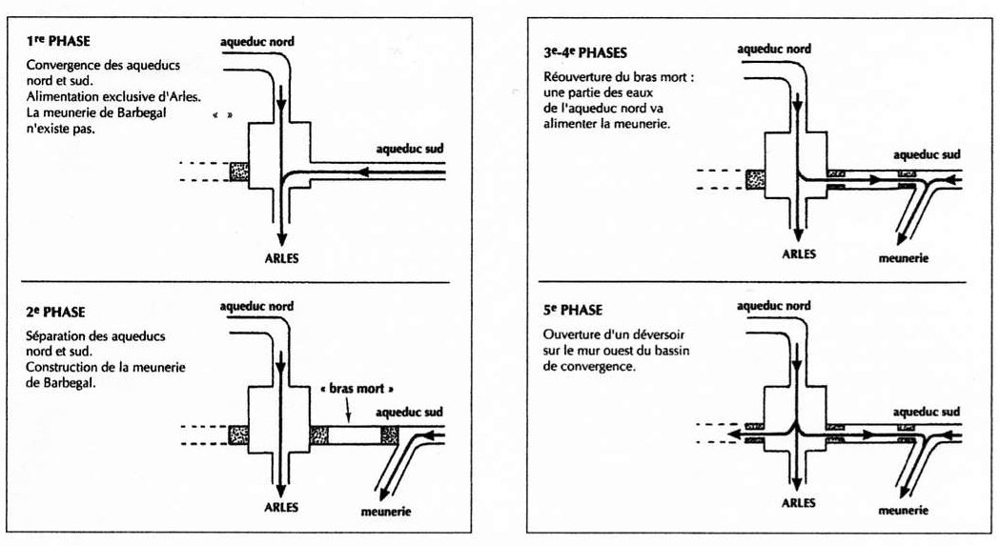 1re PHASE
aqueduc nord
Convergence des aqueducs
nord et sud.
Alimentation exclusive d'Arles.
La meunerie de Barbegal
n'existe pas.
« »
aqueduc sud
ARLES
2e PHASE
aqueduc nord
Séparation des aqueducs
nord et sud.
Construction de la meunerie
de Barbegal.
« bras mort »
aqueduc sud
ARLES
meunerie
3e-4e PHASES
aqueduc nord
Réouverture du bras mort :
une partie des eaux
de l'aqueduc nord va
alimenter la meunerie.
aqueduc sud
ARLES
meunerie
5e PHASE
aqueduc nord
Ouverture d'un déversoir
sur le mur ouest du bassin
de convergence.
aqueduc sud
ARLES
meunerie